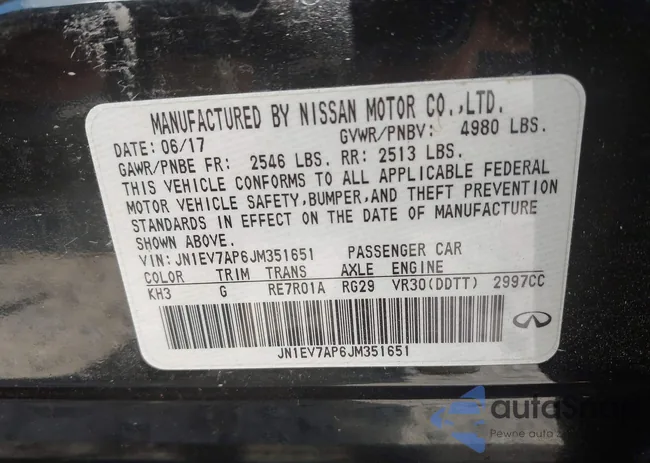 MANUFACTURED BY NISSAN MOTOR CO.,LTD.
DATE: 06/17 GVWR/PNBV: 4980 LBS.
GAWR/PNBE FR: 2546 LBS. RR: 2513 LBS.
THIS VEHICLE CONFORMS TO ALL APPLICABLE FEDERAL
MOTOR VEHICLE SAFETY,BUMPER,AND THEFT PREVENTION
STANDARDS IN EFFECT ON THE DATE OF MANUFACTURE
SHOWN ABOVE.
VIN: JN1EV7AP6JM351651 PASSENGER CAR
COLOR TRIM TRANS AXLE ENGINE
KH3 G RE7R01A RG29 VR30(DDTT) 2997CC
JN1EV7AP6JM351651
Pewne auta